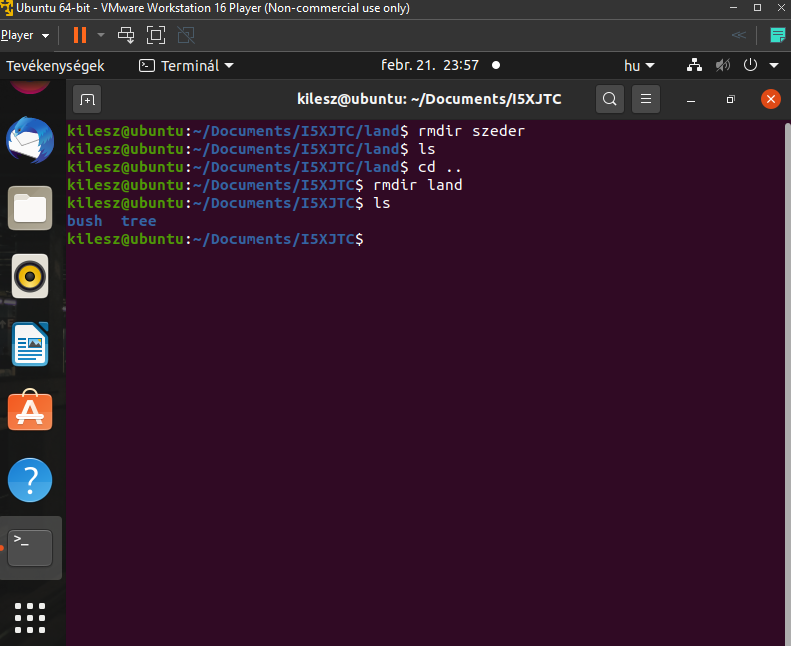 Ubuntu 64-bit - VMware Workstation 16 Player (Non-commercial use only)
Player
Tevékenységek Terminál febr. 21. 23:57 hu
kilesz@ubuntu: ~/Documents/I5XJTC
kilesz@ubuntu:~/Documents/I5XJTC/land$ rmdir szeder
kilesz@ubuntu:~/Documents/I5XJTC/land$ ls
kilesz@ubuntu:~/Documents/I5XJTC/land$ cd ..
kilesz@ubuntu:~/Documents/I5XJTC$ rmdir land
kilesz@ubuntu:~/Documents/I5XJTC$ ls
bush tree
kilesz@ubuntu:~/Documents/I5XJTC$